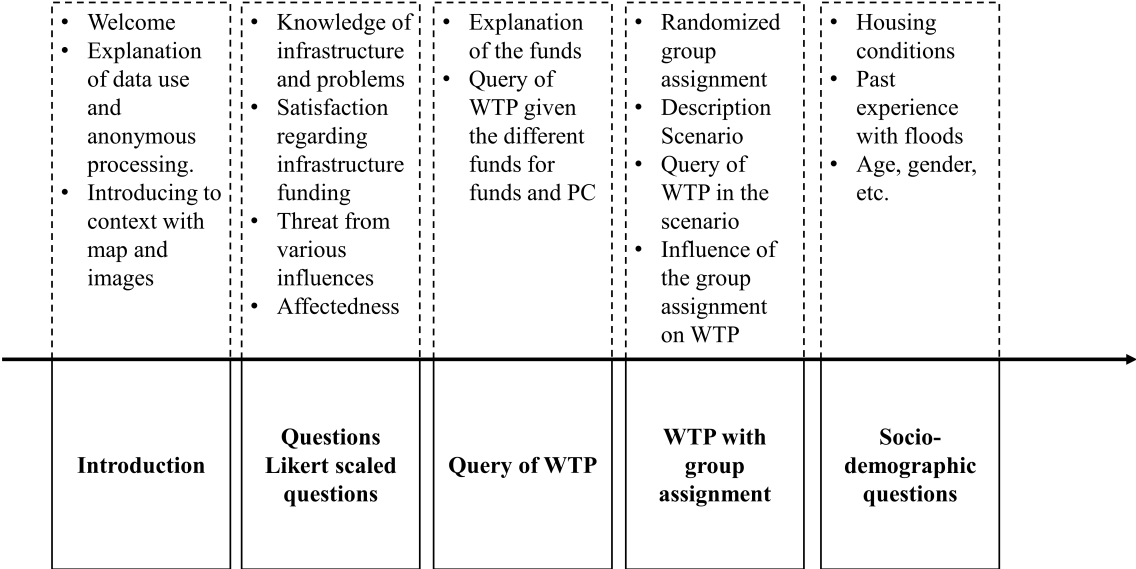 • Welcome
• Explanation
of data use
and
anonymous
processing.
• Introducing to
context with
map and
images
• Knowledge of
infrastructure
and problems
• Satisfaction
regarding
infrastructure
funding
• Threat from
various
influences
• Affectedness
• Explanation
of the funds
• Query of
WTP given
the different
funds for
funds and PC
• Randomized
group
assignment
• Description
Scenario
• Query of
WTP in the
scenario
• Influence of
the group
assignment
on WTP
• Housing
conditions
• Past
experience
with floods
• Age, gender,
etc.
Introduction
Questions
Likert scaled
questions
Query of WTP
WTP with
group
assignment
Socio-
demographic
questions